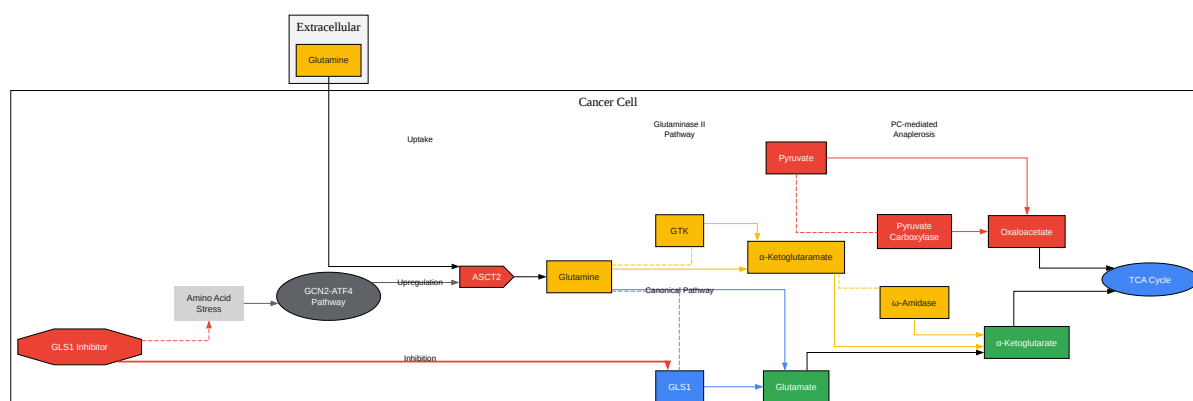 Extracellular
Glutamine
Cancer Cell
Uptake
Glutaminase II
Pathway
PC-mediated
Anaplerosis
Pyruvate
GTK
Pyruvate
Carboxylase
Oxaloacetate
α-Ketoglutaramate
ASCT2
Glutamine
TCA Cycle
GCN2-ATF4
Pathway
Upregulation
Canonical Pathway
Amino Acid
Stress
ω-Amidase
GLS1 Inhibitor
α-Ketoglutarate
Inhibition
GLS1
Glutamate